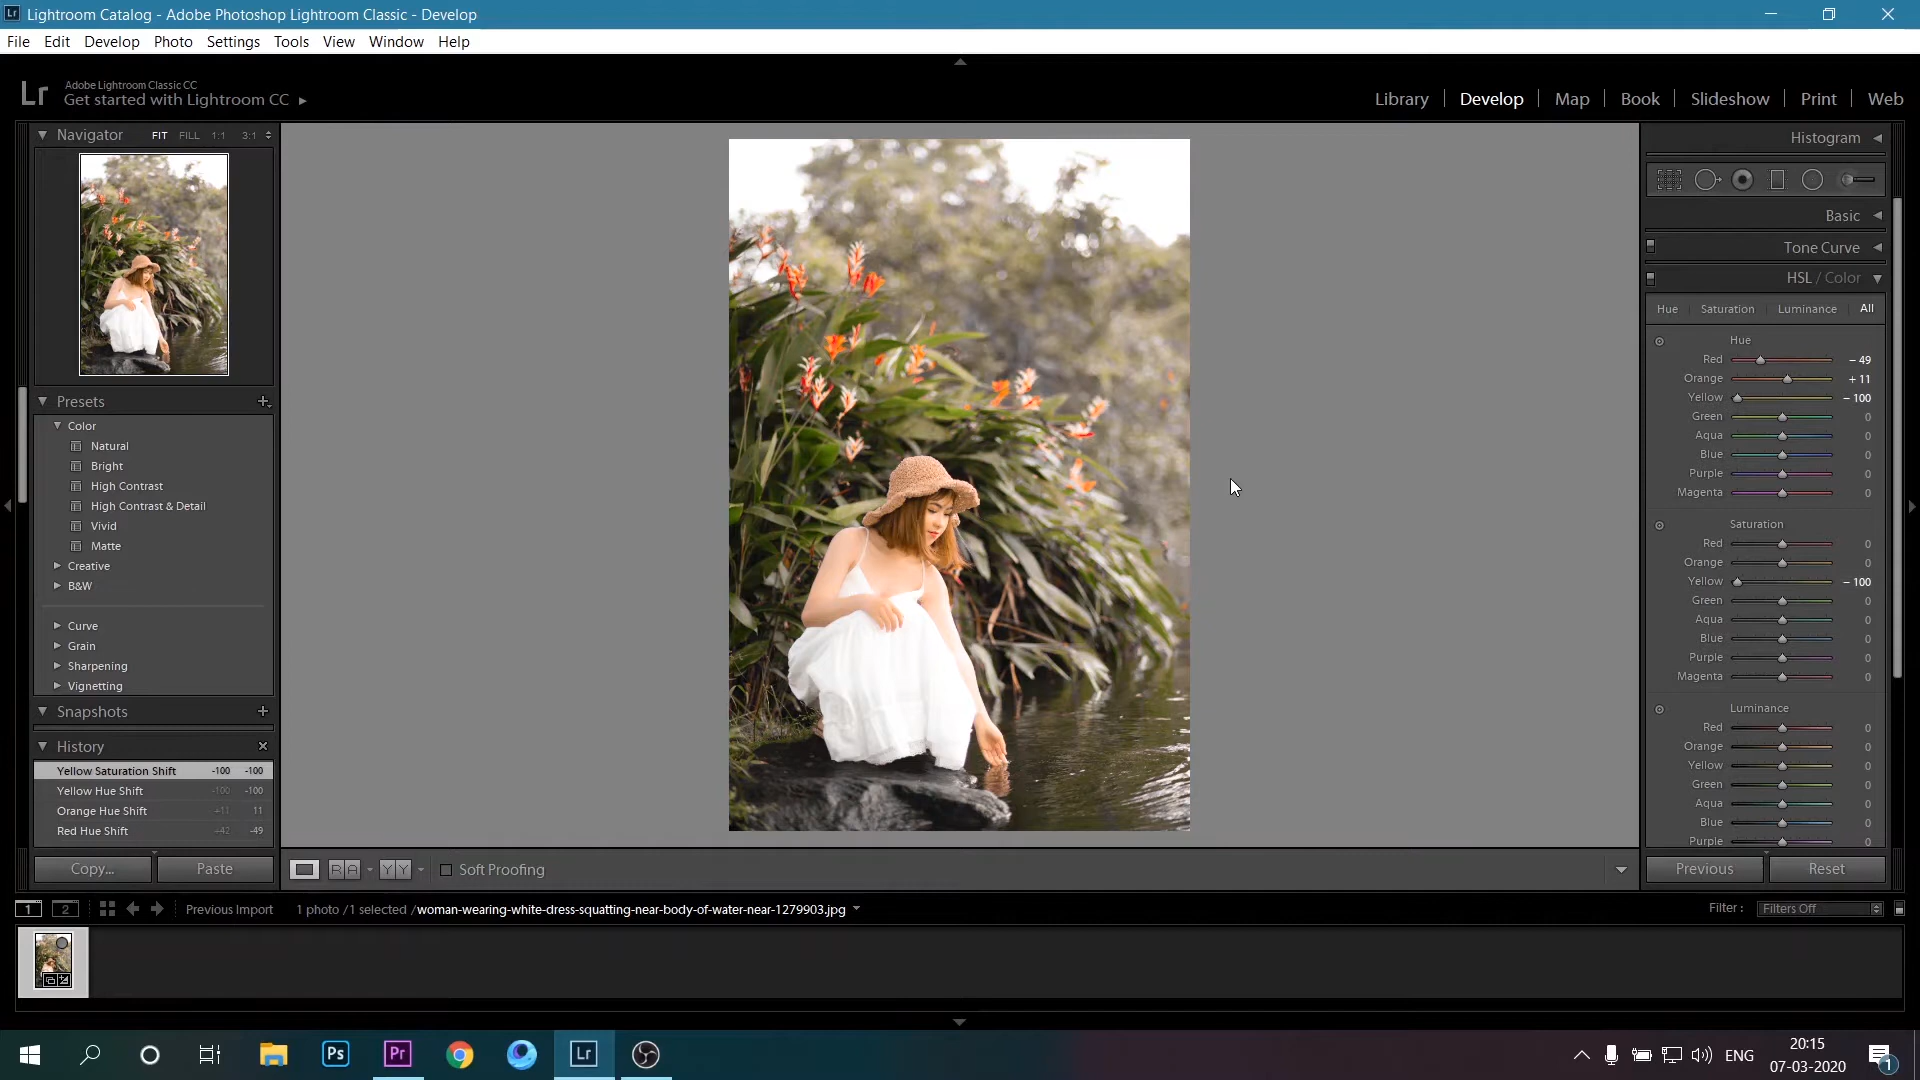 Lr Lightroom Catalog - Adobe Photoshop Lightroom Classic - Develop
File Edit Develop Photo Settings Tools View Window Help
Lr Adobe Lightroom Classic CC
Get started with Lightroom CC ▶
Library Develop Map Book Slideshow Print Web
Navigator FIT FILL 1:1 3:1
Presets +
Color
Natural
Bright
High Contrast
High Contrast & Detail
Vivid
Matte
Creative
B&W
Curve
Grain
Sharpening
Vignetting
Snapshots +
History ×
Yellow Saturation Shift -100 -100
Yellow Hue Shift -100 -100
Orange Hue Shift +11 11
Red Hue Shift +42 -49
Copy... Paste
R A Y Y Soft Proofing
Histogram
Basic
Tone Curve
HSL / Color
Hue Saturation Luminance All
Hue
Red - 49
Orange + 11
Yellow - 100
Green 0
Aqua 0
Blue 0
Purple 0
Magenta 0
Saturation
Red 0
Orange 0
Yellow - 100
Green 0
Aqua 0
Blue 0
Purple 0
Magenta 0
Luminance
Red 0
Orange 0
Yellow 0
Green 0
Aqua 0
Blue 0
Purple 0
Previous Reset
1 2 Previous Import 1 photo /1 selected /woman-wearing-white-dress-squatting-near-body-of-water-near-1279903.jpg Filter : Filters Off
Ps Pr Lr ENG 20:15
07-03-2020 1